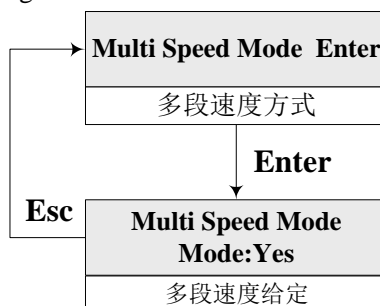 g
Multi Speed Mode Enter
多段速度方式
Enter
Esc
Multi Speed Mode
Mode:Yes
多段速度给定